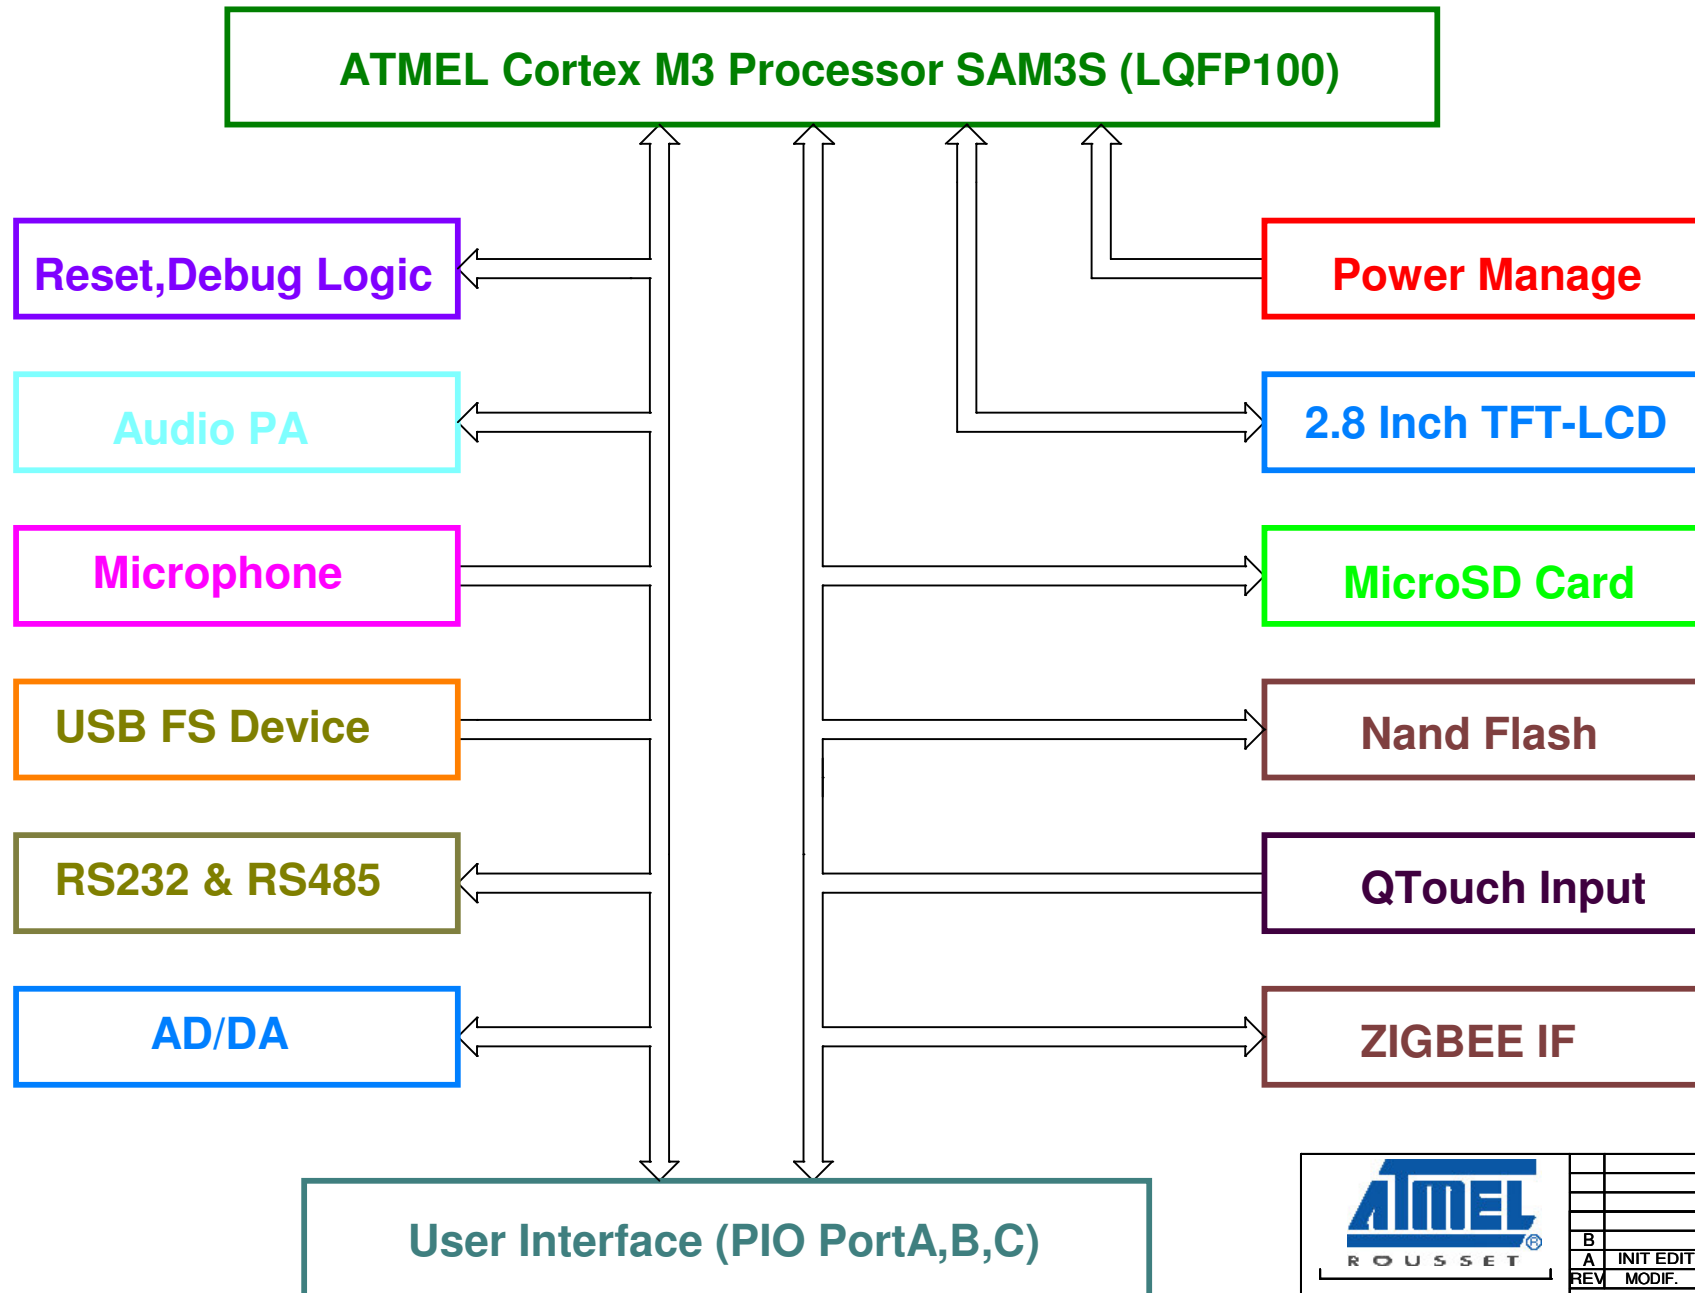 ATMEL Cortex M3 Processor SAM3S (LQFP100)
Reset,Debug Logic
Power Manage
Audio PA
2.8 Inch TFT-LCD
Microphone
MicroSD Card
USB FS Device
Nand Flash
RS232 & RS485
QTouch Input
AD/DA
ZIGBEE IF
User Interface (PIO PortA,B,C)
ATMEL®
ROUSSET
B
A INIT EDIT
REV MODIF.